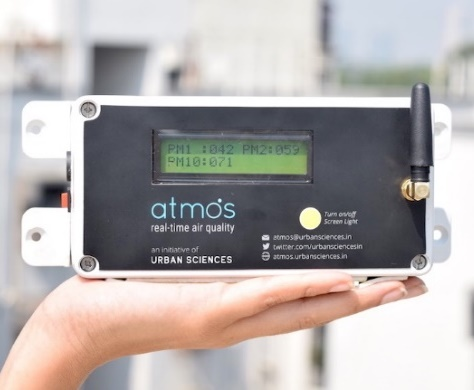 PM1 :042 PM2:059
PM10:071
atmos
real-time air quality
Turn on/off
Screen Light
an initiative of
URBAN SCIENCES
atmos@urbansciences.in
twitter.com/urbansciencesin
atmos.urbansciences.in